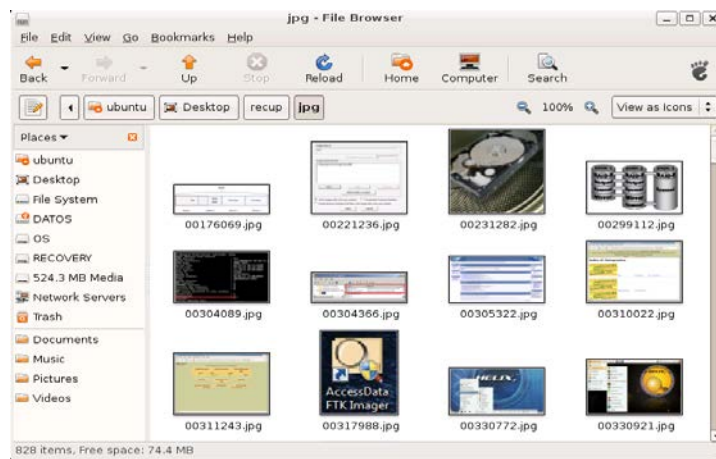 jpg - File Browser
File Edit View Go Bookmarks Help
Back Forward Up Stop Reload Home Computer Search
ubuntu Desktop recup jpg 100% View as Icons
Places
ubuntu
Desktop
File System
DATOS
OS
RECOVERY
524.3 MB Media
Network Servers
Trash
Documents
Music
Pictures
Videos
00176069.jpg 00221236.jpg 00231282.jpg 00299112.jpg
00304089.jpg 00304366.jpg 00305322.jpg 00310022.jpg
AccessData
FTK Imager
HELIX
00311243.jpg 00317988.jpg 00330772.jpg 00330921.jpg
828 items, Free space: 74.4 MB